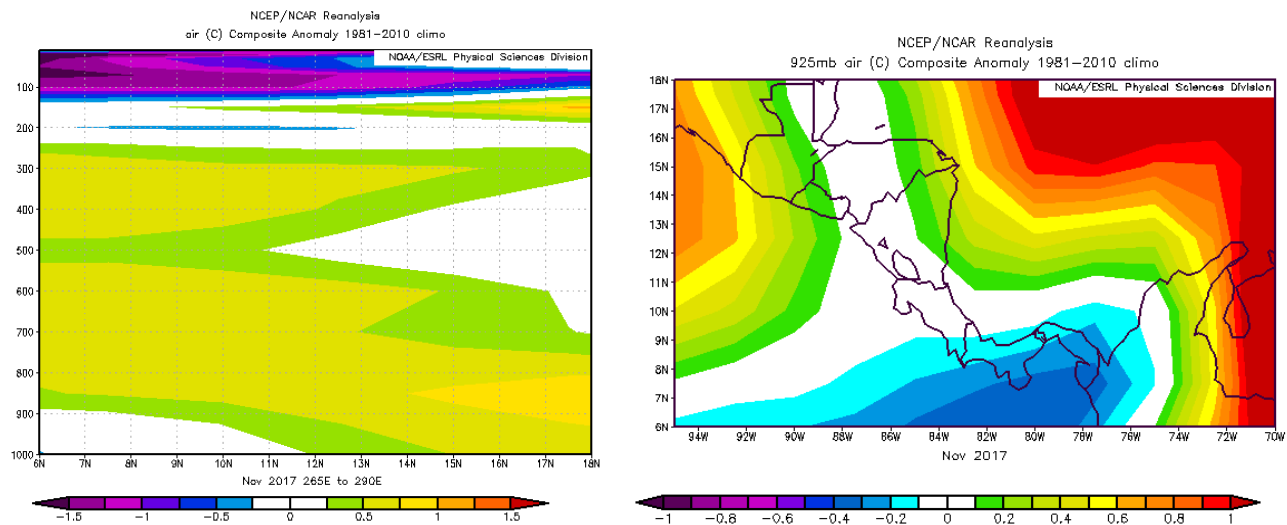 NCEP/NCAR Reanalysis
air (C) Composite Anomaly 1981-2010 climo
NOAA/ESRL Physical Sciences Division
100
200
300
400
500
600
700
800
900
1000
6N 7N 8N 9N 10N 11N 12N 13N 14N 15N 16N 17N 18N
Nov 2017 265E to 290E
-1.5 -1 -0.5 0 0.5 1 1.5
NCEP/NCAR Reanalysis
925mb air (C) Composite Anomaly 1981-2010 climo
NOAA/ESRL Physical Sciences Division
18N
17N
16N
15N
14N
13N
12N
11N
10N
9N
8N
7N
6N
94W 92W 90W 88W 86W 84W 82W 80W 78W 76W 74W 72W 70W
Nov 2017
-1 -0.8 -0.6 -0.4 -0.2 0 0.2 0.4 0.6 0.8 1